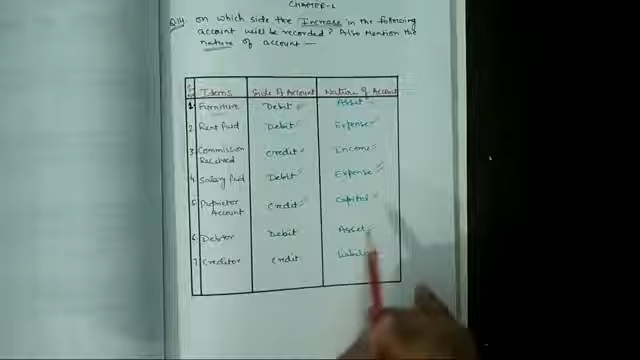 CHAPTER-6
Q.14. On which side the Increase in the following
account will be recorded? Also Mention the
nature of account —
Items Side of Account Nature of Account
1. Furniture Debit Asset
2 Rent Paid Debit Expense
3 Commission Received Credit Income
4. Salary Paid Debit Expense
5 Proprietor Account Credit Capital
6. Debtor Debit Asset
7. Creditor Credit